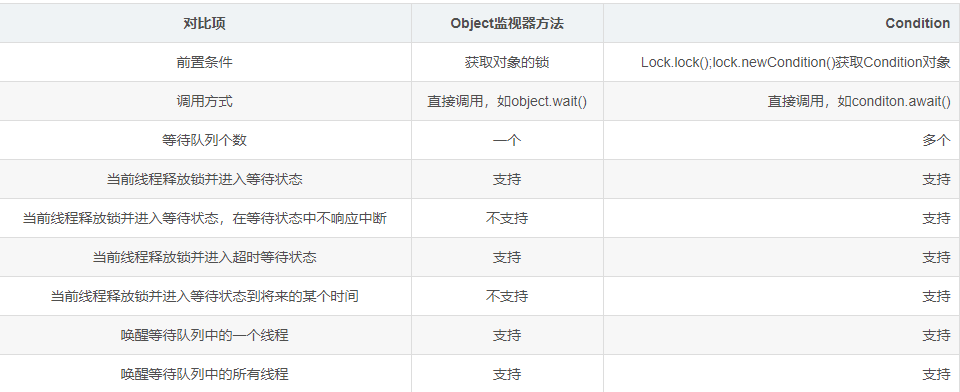 对比项 Object监视器方法 Condition
前置条件 获取对象的锁 Lock.lock();lock.newCondition()获取Condition对象
调用方式 直接调用，如object.wait() 直接调用，如conditon.await()
等待队列个数 一个 多个
当前线程释放锁并进入等待状态 支持 支持
当前线程释放锁并进入等待状态，在等待状态中不响应中断 不支持 支持
当前线程释放锁并进入超时等待状态 支持 支持
当前线程释放锁并进入等待状态到将来的某个时间 不支持 支持
唤醒等待队列中的一个线程 支持 支持
唤醒等待队列中的所有线程 支持 支持